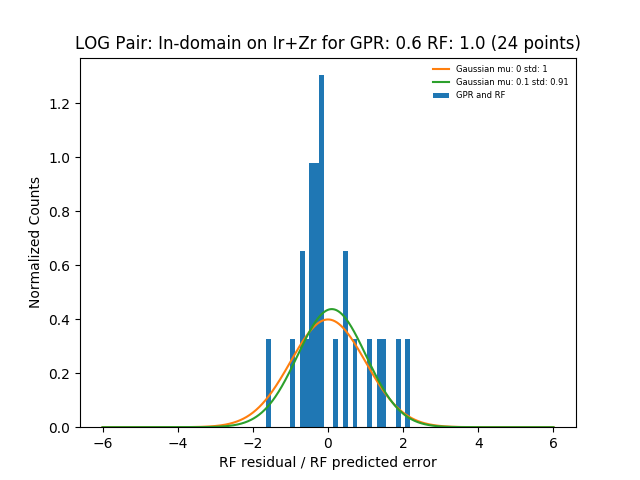 LOG Pair: In-domain on Ir+Zr for GPR: 0.6 RF: 1.0 (24 points)
Gaussian mu: 0 std: 1
Gaussian mu: 0.1 std: 0.91
GPR and RF
Normalized Counts
1.2
1.0
0.8
0.6
0.4
0.2
0.0
−6 −4 −2 0 2 4 6
RF residual / RF predicted error